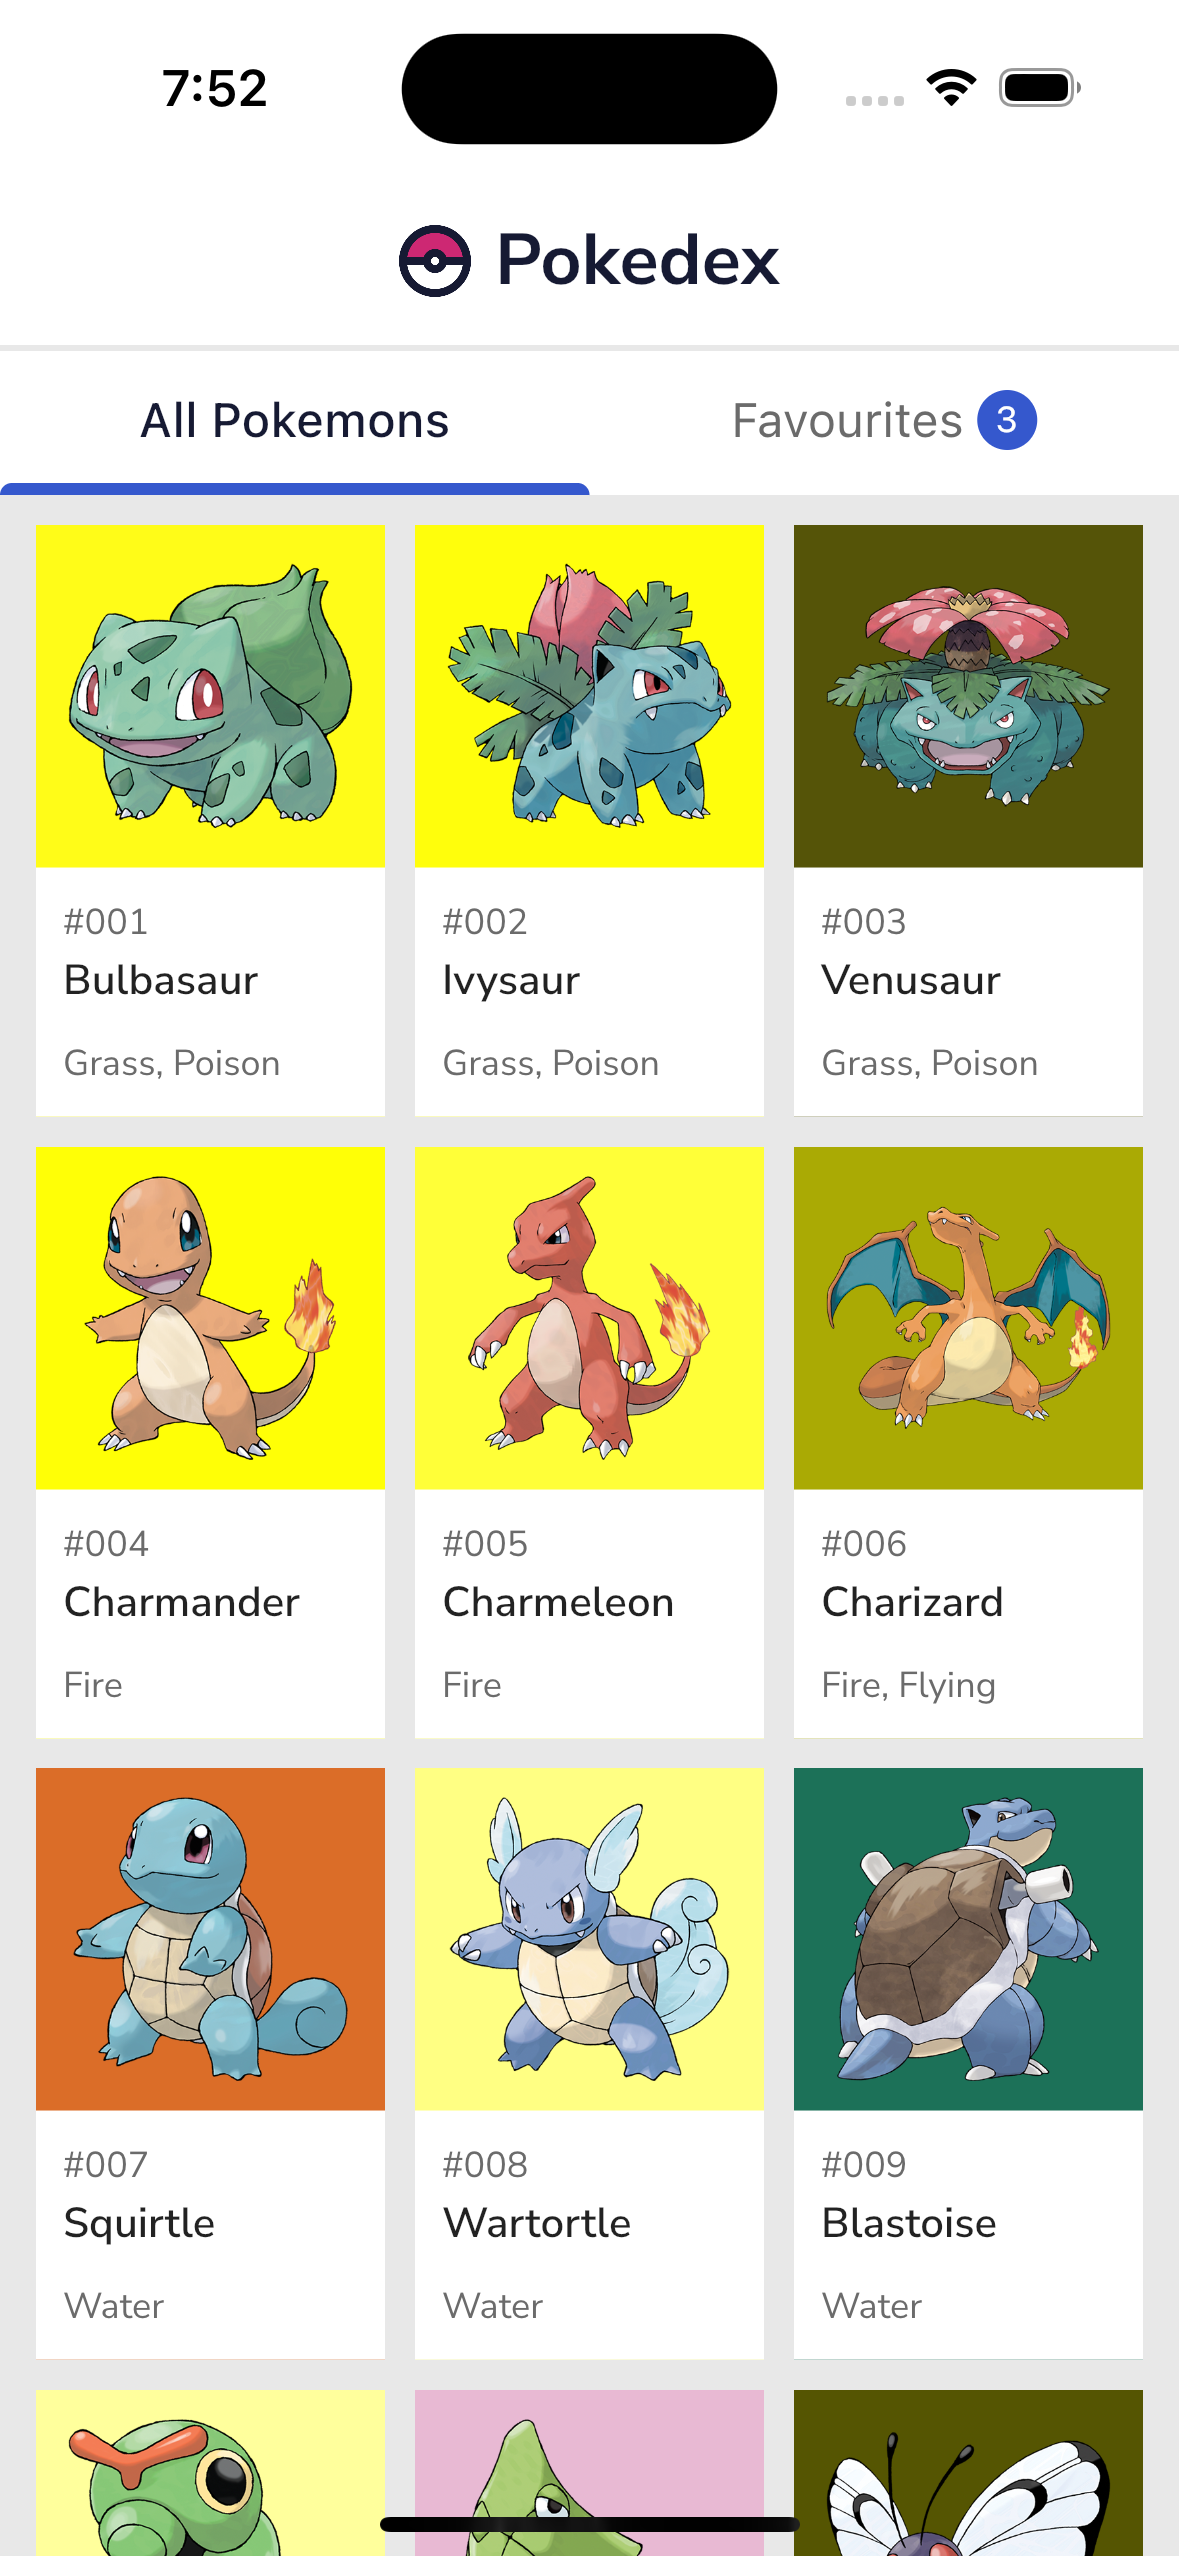 7:52
Pokedex
All Pokemons
Favourites 3
#001
Bulbasaur
Grass, Poison
#002
Ivysaur
Grass, Poison
#003
Venusaur
Grass, Poison
#004
Charmander
Fire
#005
Charmeleon
Fire
#006
Charizard
Fire, Flying
#007
Squirtle
Water
#008
Wartortle
Water
#009
Blastoise
Water